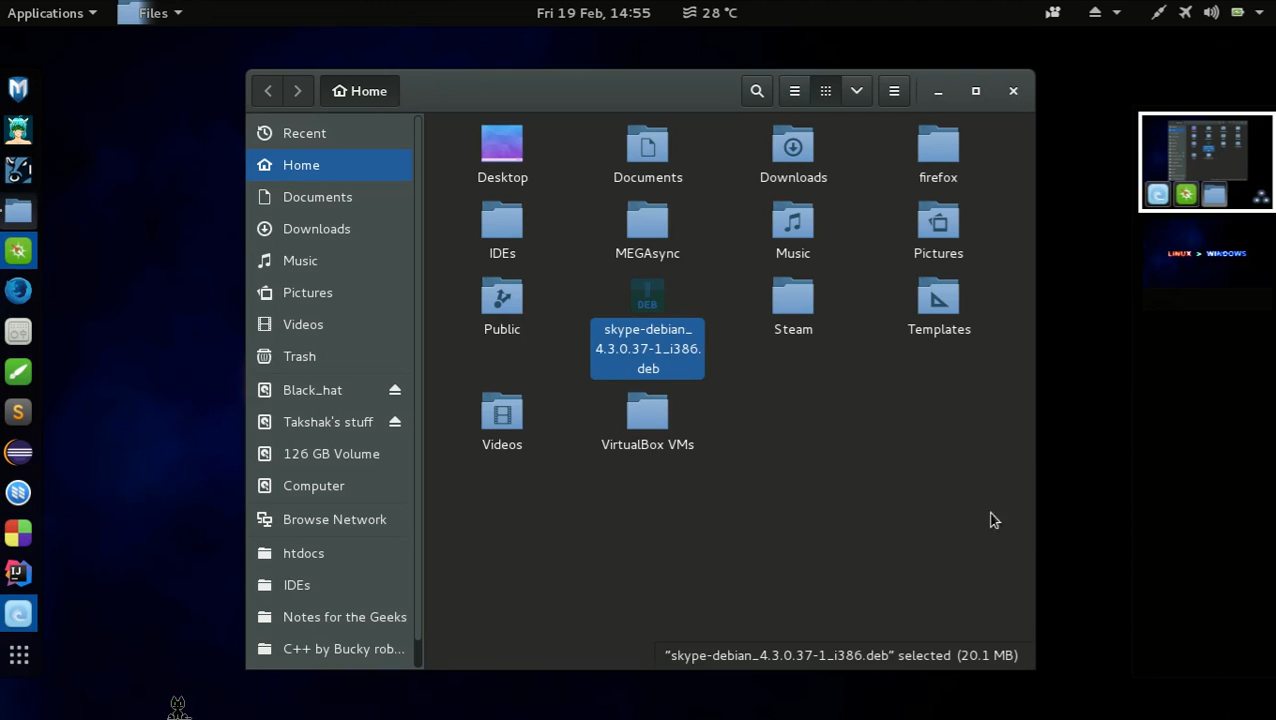 Applications
Files
Fri 19 Feb, 14:55
28 °C
Home
Recent
Home
Documents
Downloads
Music
Pictures
Videos
Trash
Black_hat
Takshak's stuff
126 GB Volume
Computer
Browse Network
htdocs
IDEs
Notes for the Geeks
C++ by Bucky rob...
Desktop
Documents
Downloads
firefox
IDEs
MEGAsync
Music
Pictures
Public
DEB
skype-debian_
4.3.0.37-1_i386.
deb
Steam
Templates
Videos
VirtualBox VMs
"skype-debian_4.3.0.37-1_i386.deb" selected (20.1 MB)
LINUX > WINDOWS
S
IJ